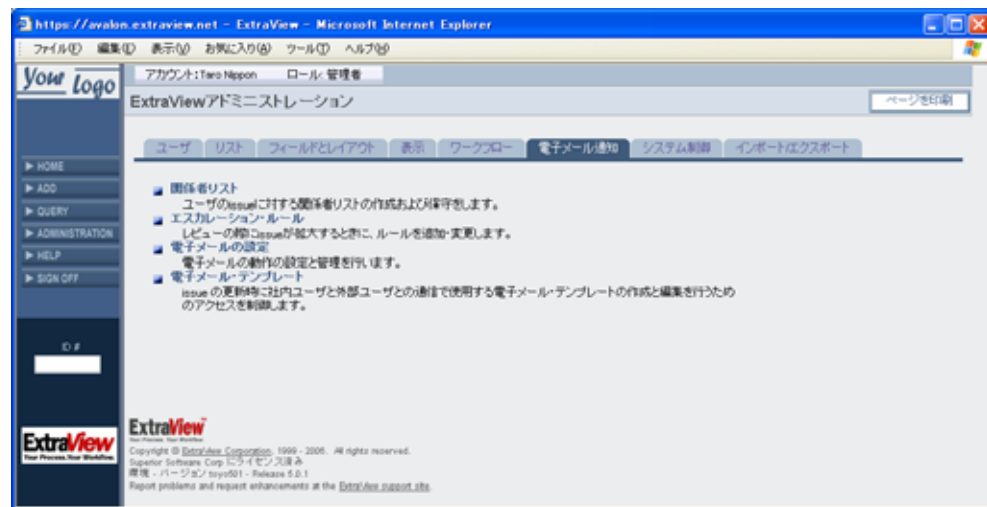 https://avalon.extraview.net - ExtraView - Microsoft Internet Explorer
ファイル(F) 編集(E) 表示(V) お気に入り(A) ツール(T) ヘルプ(H)
Your Logo
アカウント:Taro Nippon ロール: 管理者
ExtraViewアドミニストレーション
ページを印刷
ユーザ リスト フィールドとレイアウト 表示 ワークフロー 電子メール通知 システム制御 インポート/エクスポート
HOME
ADD
QUERY
ADMINISTRATION
HELP
SIGN OFF
ID #
関係者リスト
ユーザのissueに対する関係者リストの作成および保守をします。
エスカレーション・ルール
レビューの際にissueが拡大するときに、ルールを追加・変更します。
電子メールの設定
電子メールの動作の設定と管理を行います。
電子メール・テンプレート
issue の更新時に社内ユーザと外部ユーザとの通信で使用する電子メール・テンプレートの作成と編集を行うため
のアクセスを制御します。
ExtraView
Your Process. Your Workflow.
ExtraView
Your Process. Your Workflow.
Copyright © ExtraView Corporation, 1999 - 2006. All rights reserved.
Superior Software Corp にライセンス済み
環境 - バージョン toyo501 - Release 5.0.1
Report problems and request enhancements at the ExtraView support site.